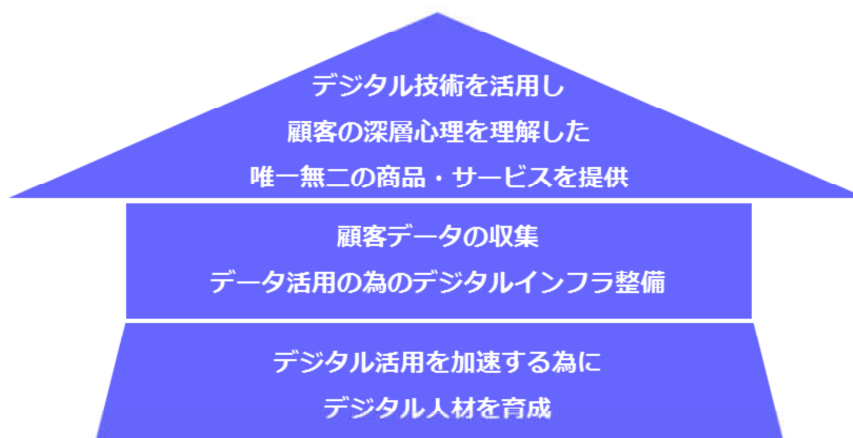 デジタル技術を活用し
顧客の深層心理を理解した
唯一無二の商品・サービスを提供
顧客データの収集
データ活用の為のデジタルインフラ整備
デジタル活用を加速する為に
デジタル人材を育成